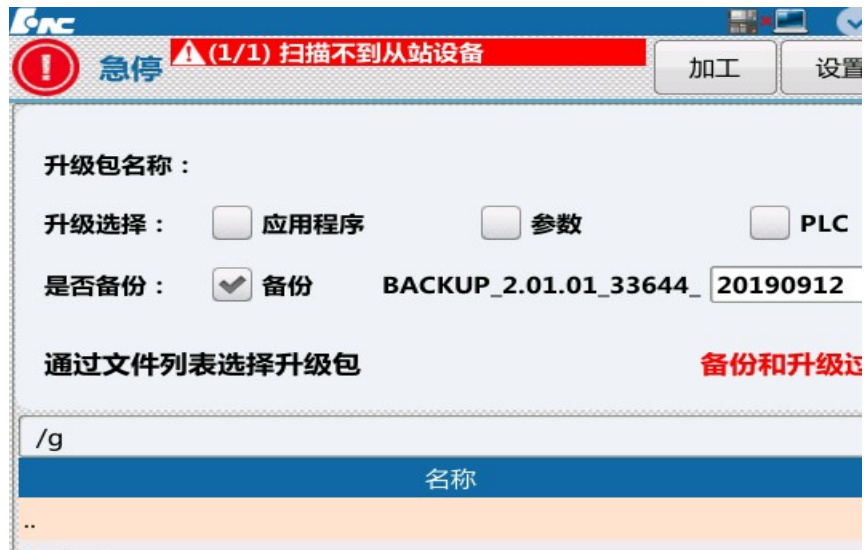 急停
(1/1) 扫描不到从站设备
加工
设置
升级包名称：
升级选择： 应用程序 参数 PLC
是否备份： 备份 BACKUP_2.01.01_33644_ 20190912
通过文件列表选择升级包
备份和升级过
/g
名称
..